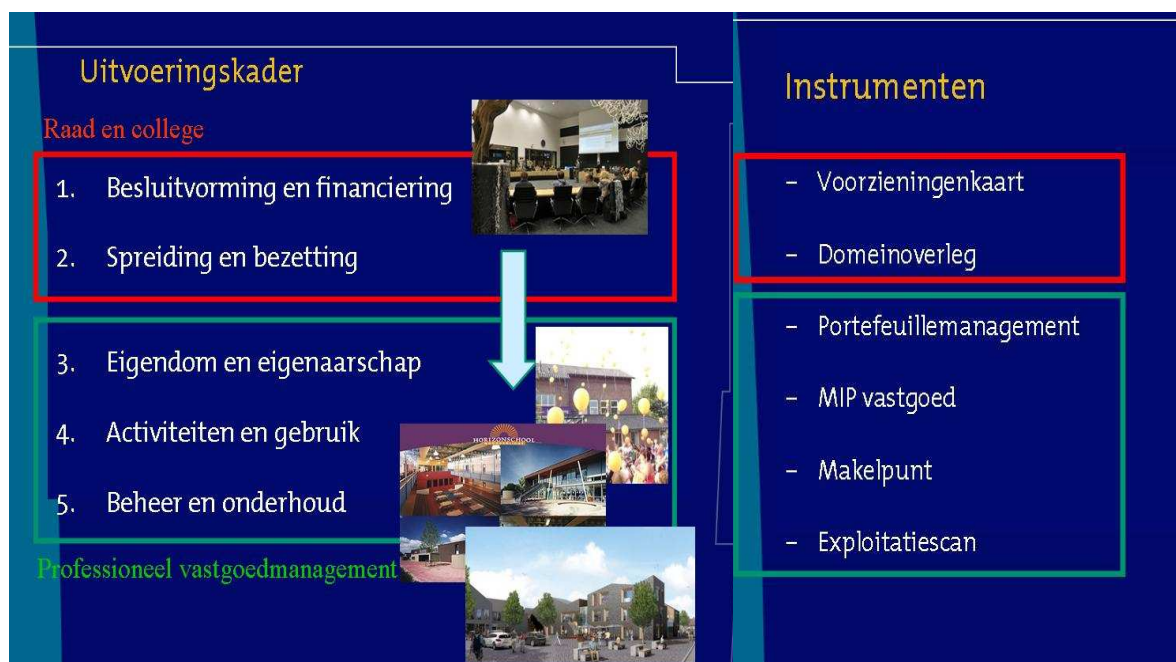 Uitvoeringskader
Raad en college
1. Besluitvorming en financiering
2. Spreiding en bezetting
3. Eigendom en eigenaarschap
4. Activiteiten en gebruik
5. Beheer en onderhoud
Professioneel vastgoedmanagement
HORIZONSCHOOL
Instrumenten
– Voorzieningenkaart
– Domeinoverleg
– Portefeuillemanagement
– MIP vastgoed
– Makelpunt
– Exploitatiescan